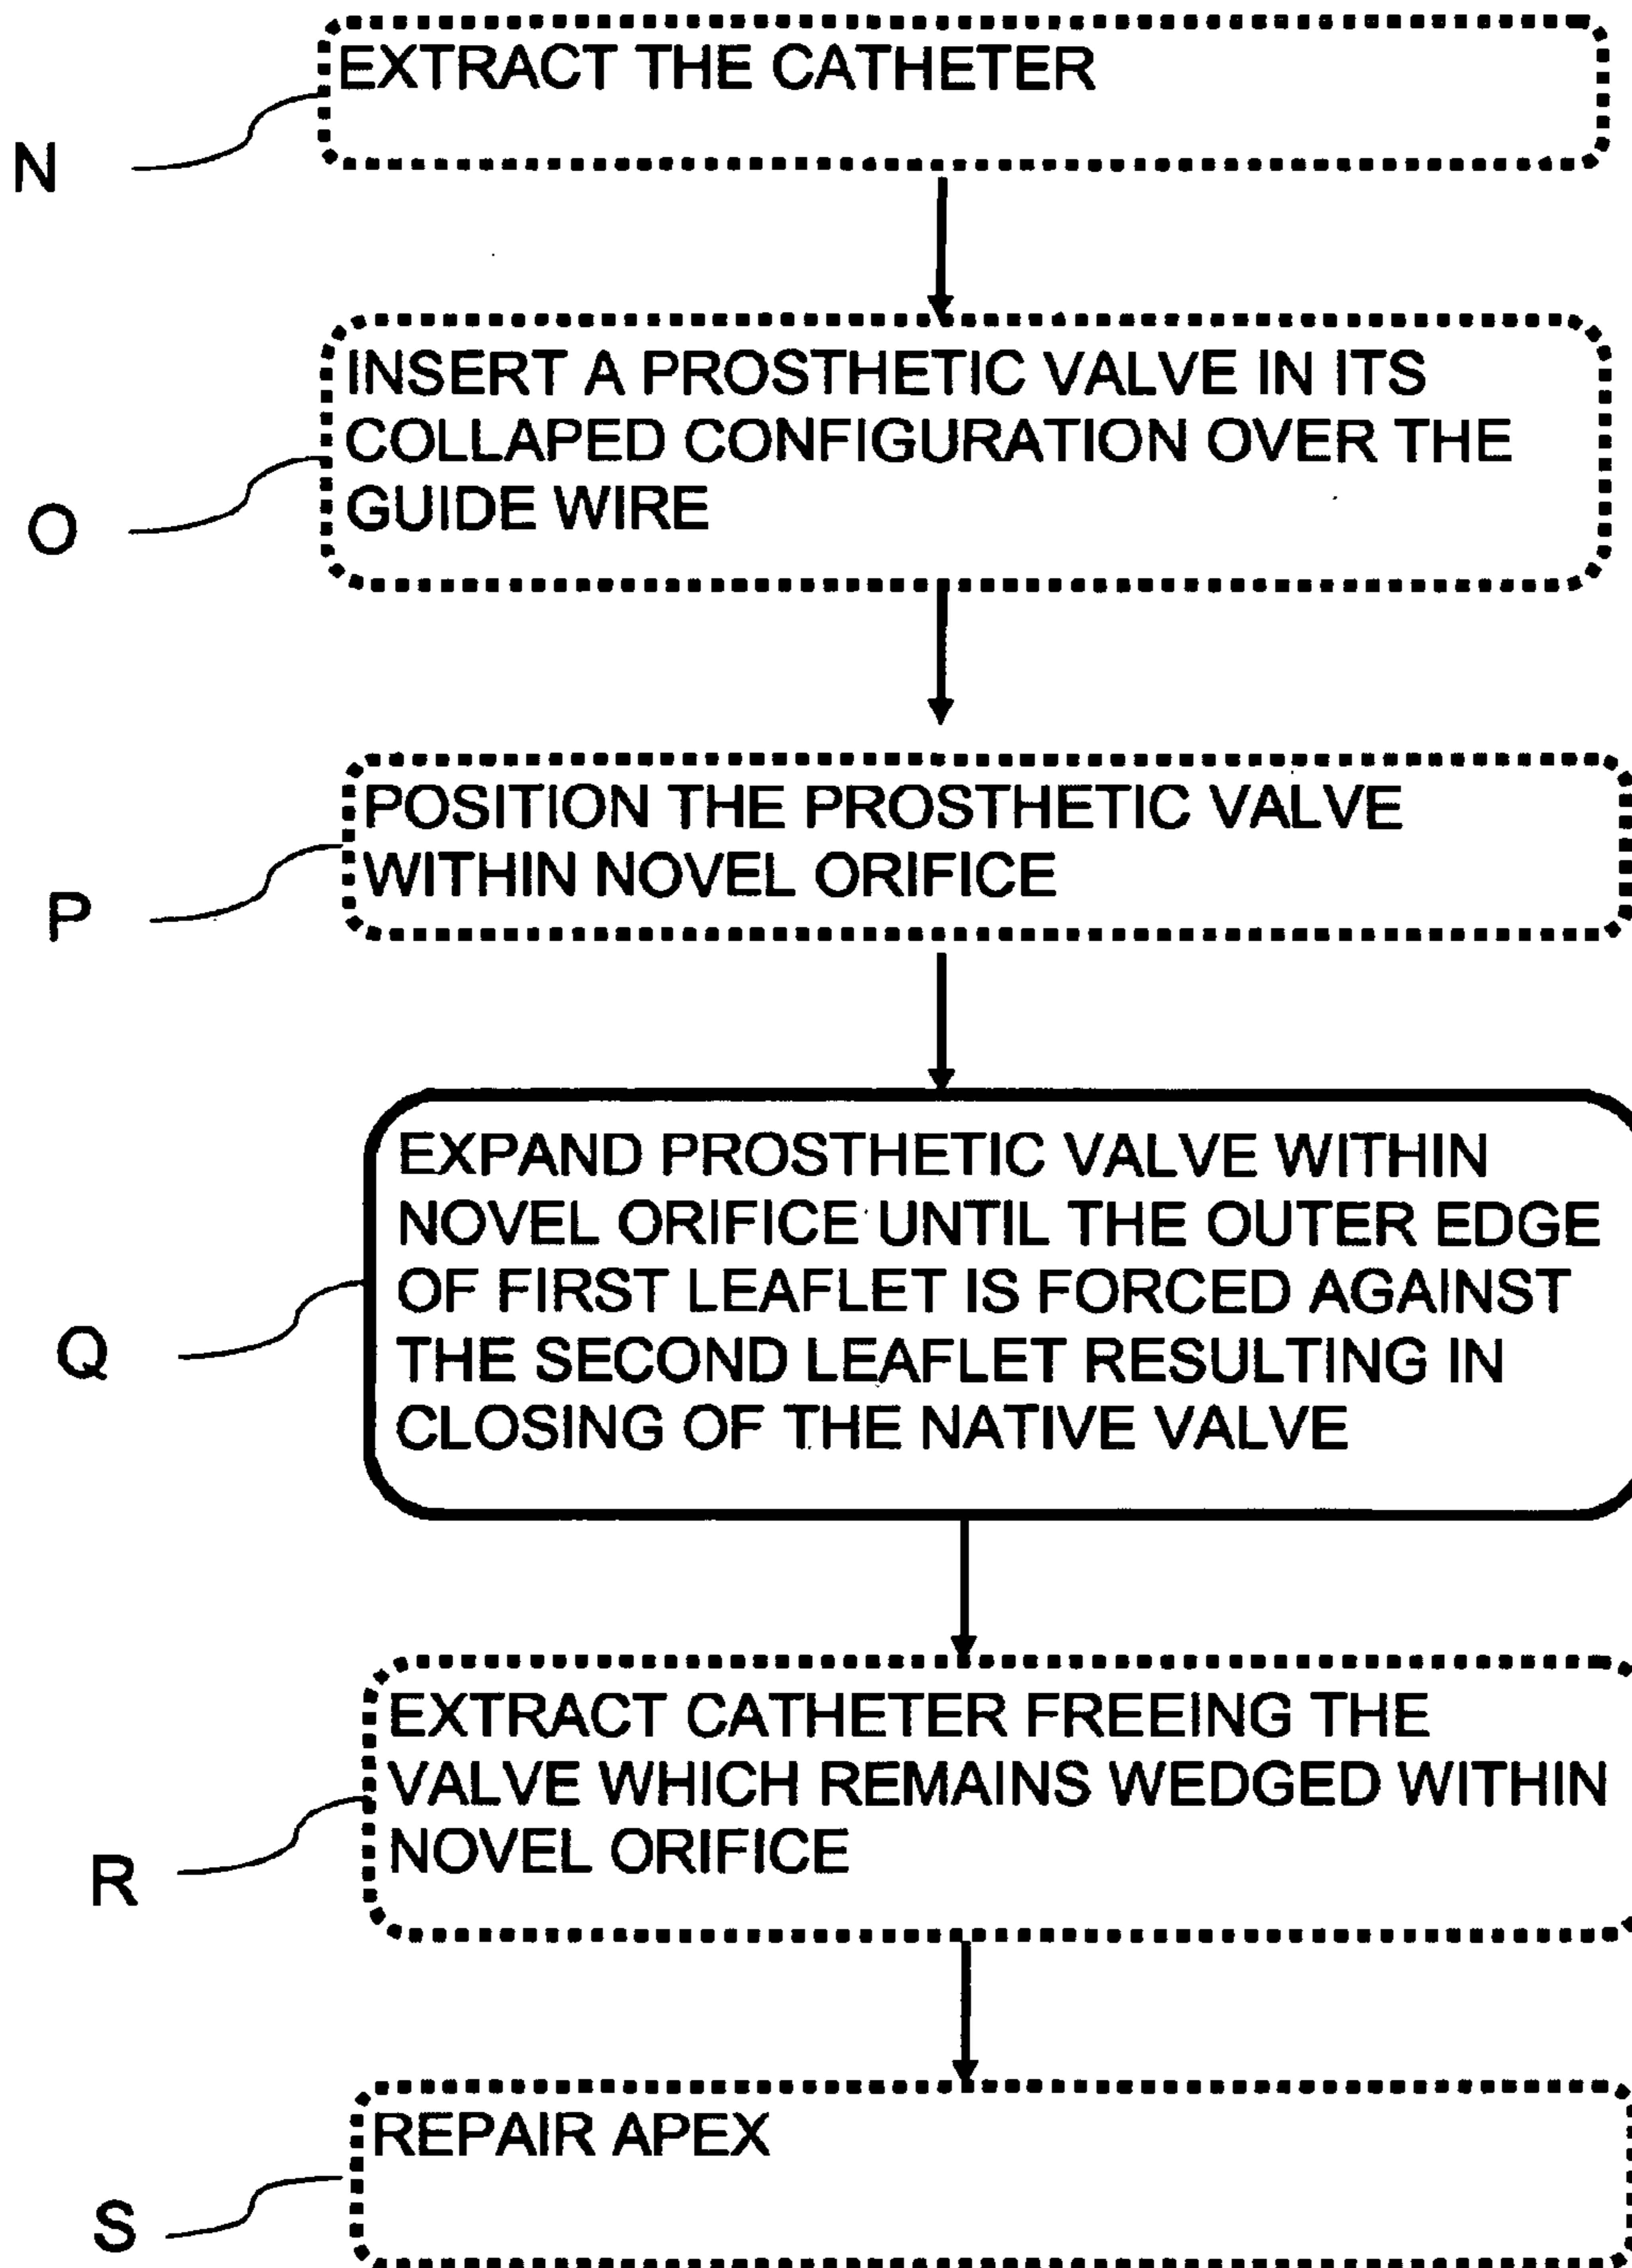 EXTRACT THE CATHETER
N
INSERT A PROSTHETIC VALVE IN ITS
COLLAPED CONFIGURATION OVER THE
GUIDE WIRE
O
POSITION THE PROSTHETIC VALVE
WITHIN NOVEL ORIFICE
P
EXPAND PROSTHETIC VALVE WITHIN
NOVEL ORIFICE UNTIL THE OUTER EDGE
OF FIRST LEAFLET IS FORCED AGAINST
THE SECOND LEAFLET RESULTING IN
CLOSING OF THE NATIVE VALVE
Q
EXTRACT CATHETER FREEING THE
VALVE WHICH REMAINS WEDGED WITHIN
NOVEL ORIFICE
R
REPAIR APEX
S